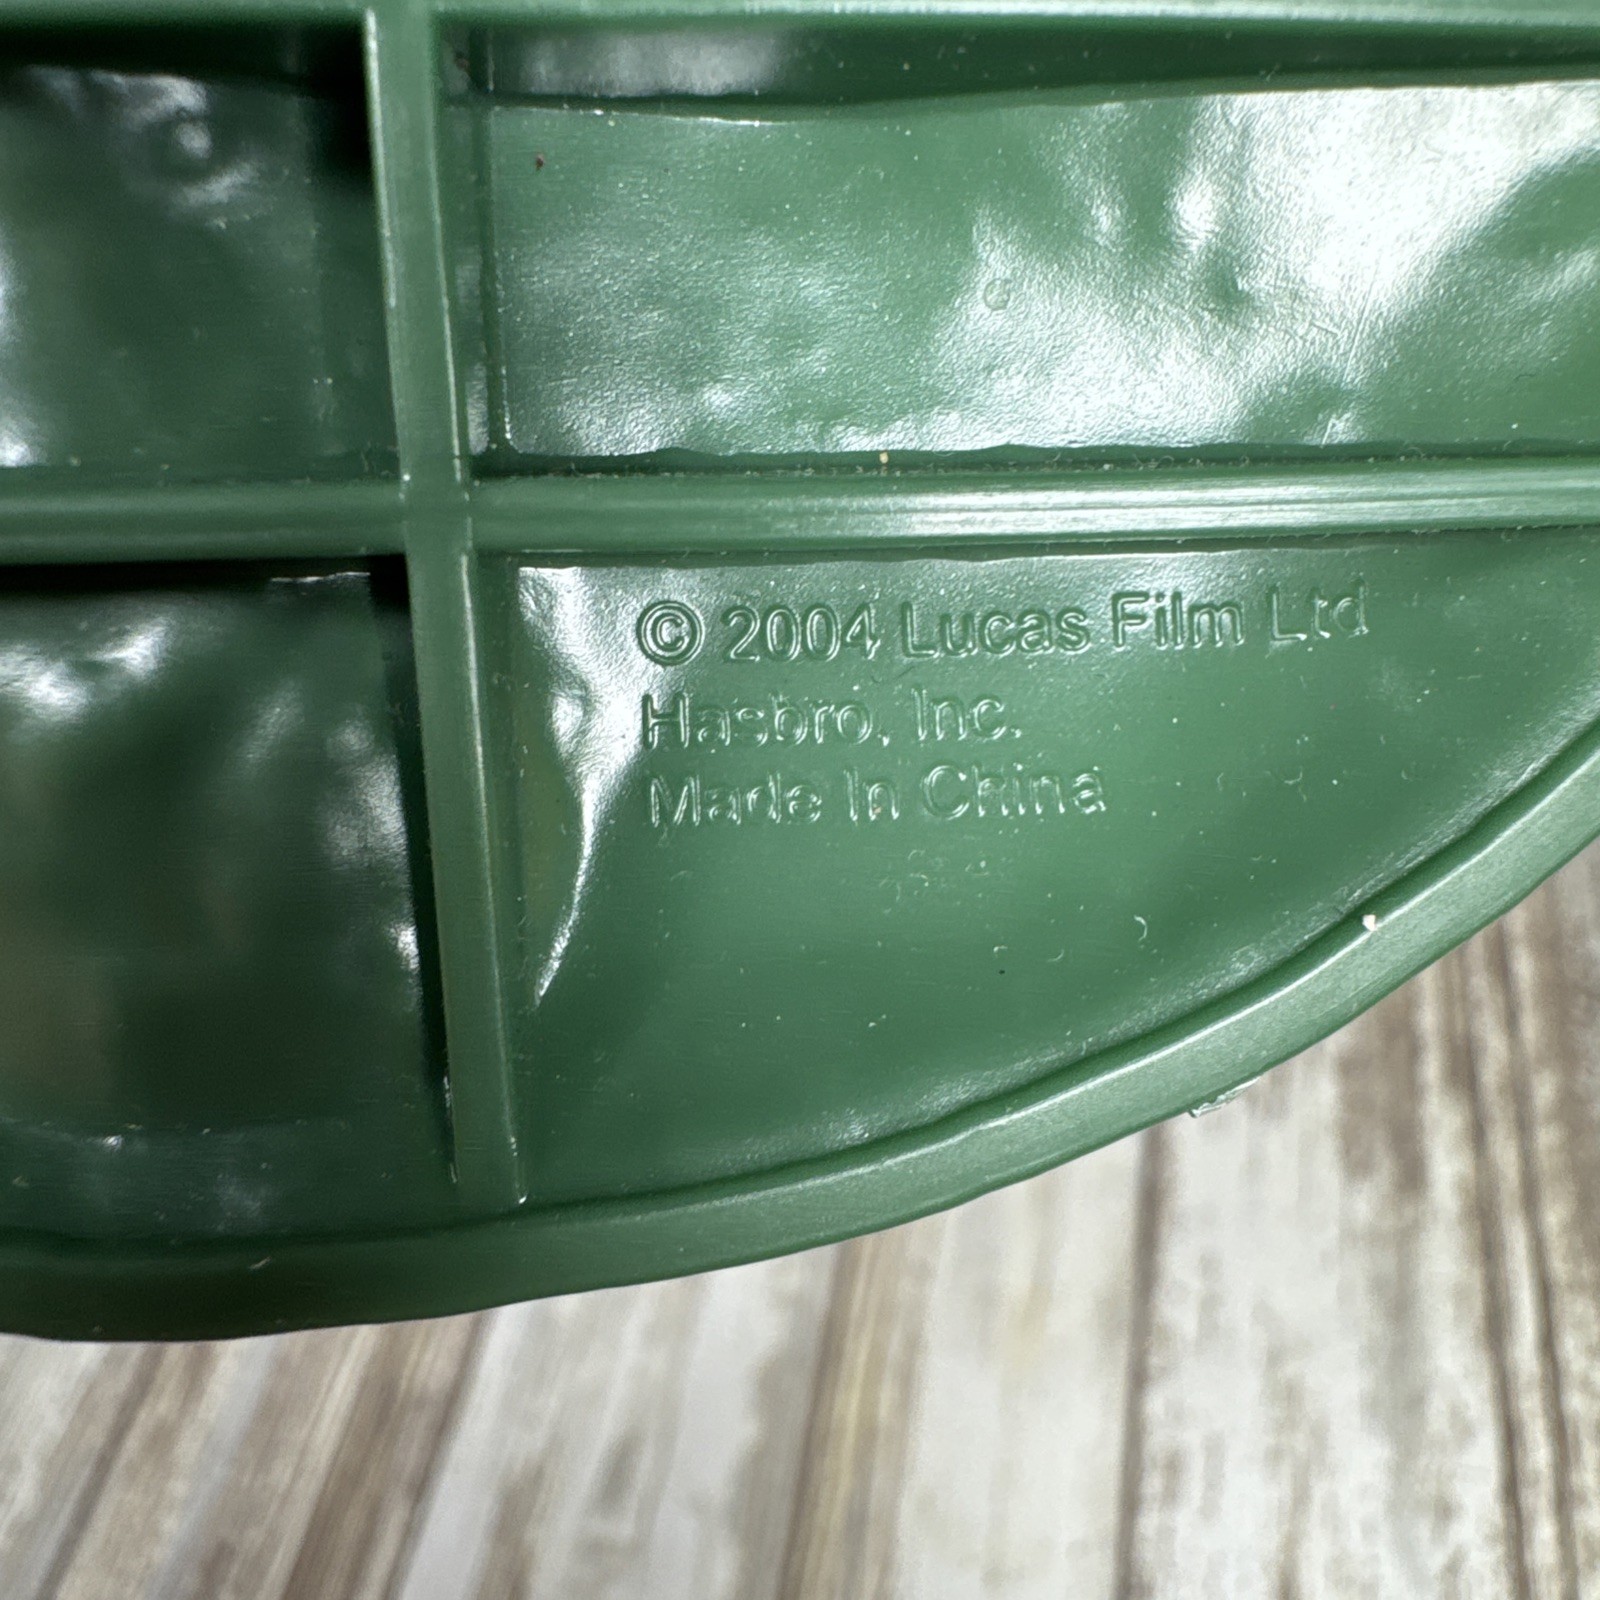 © 2004 Lucas Film Ltd
Hasbro, Inc.
Made In China